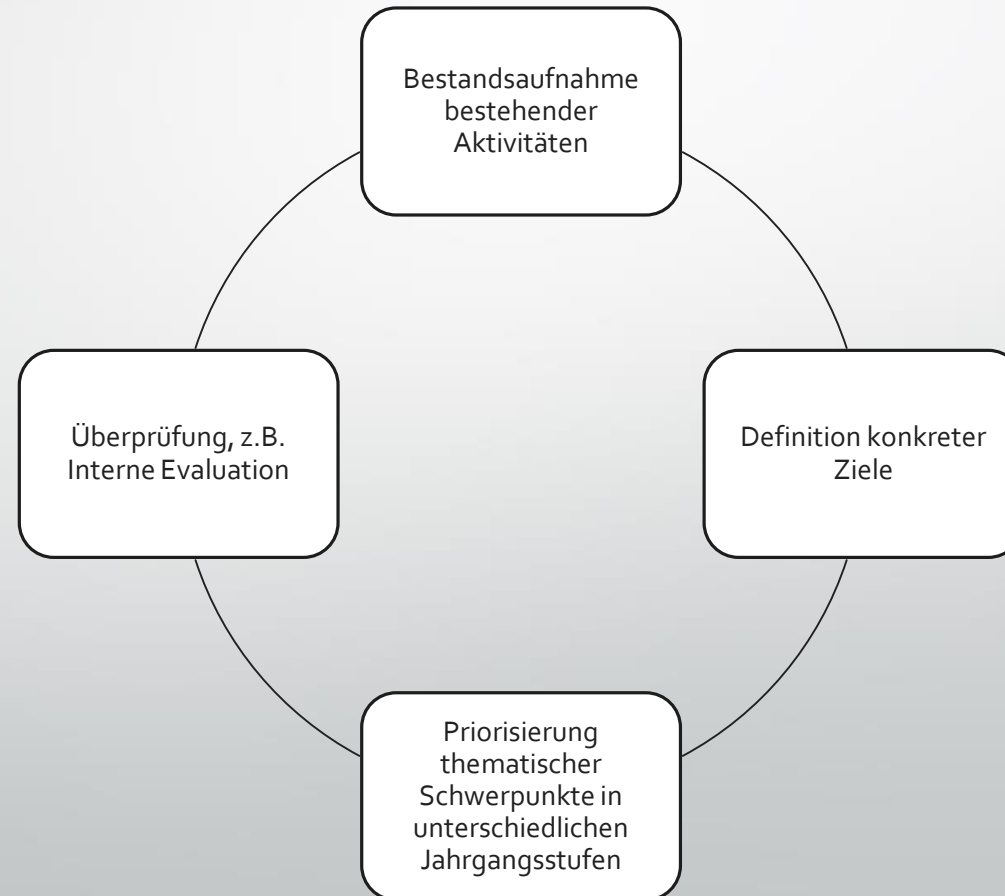 Bestandsaufnahme
bestehender
Aktivitäten
Definition konkreter
Ziele
Priorisierung
thematischer
Schwerpunkte in
unterschiedlichen
Jahrgangsstufen
Überprüfung, z.B.
Interne Evaluation